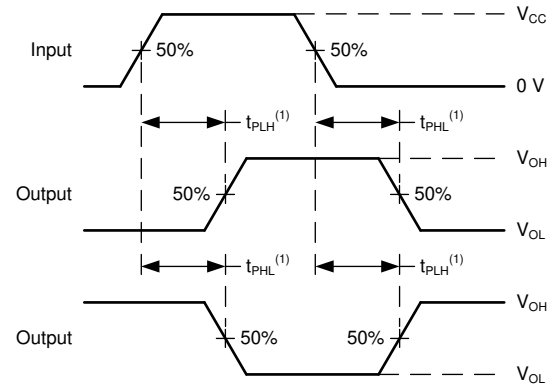 V_CC
Input 50% 50%
0 V
t_PLH^(1) t_PHL^(1)
V_OH
Output 50% 50%
V_OL
t_PHL^(1) t_PLH^(1)
V_OH
Output 50% 50%
V_OL